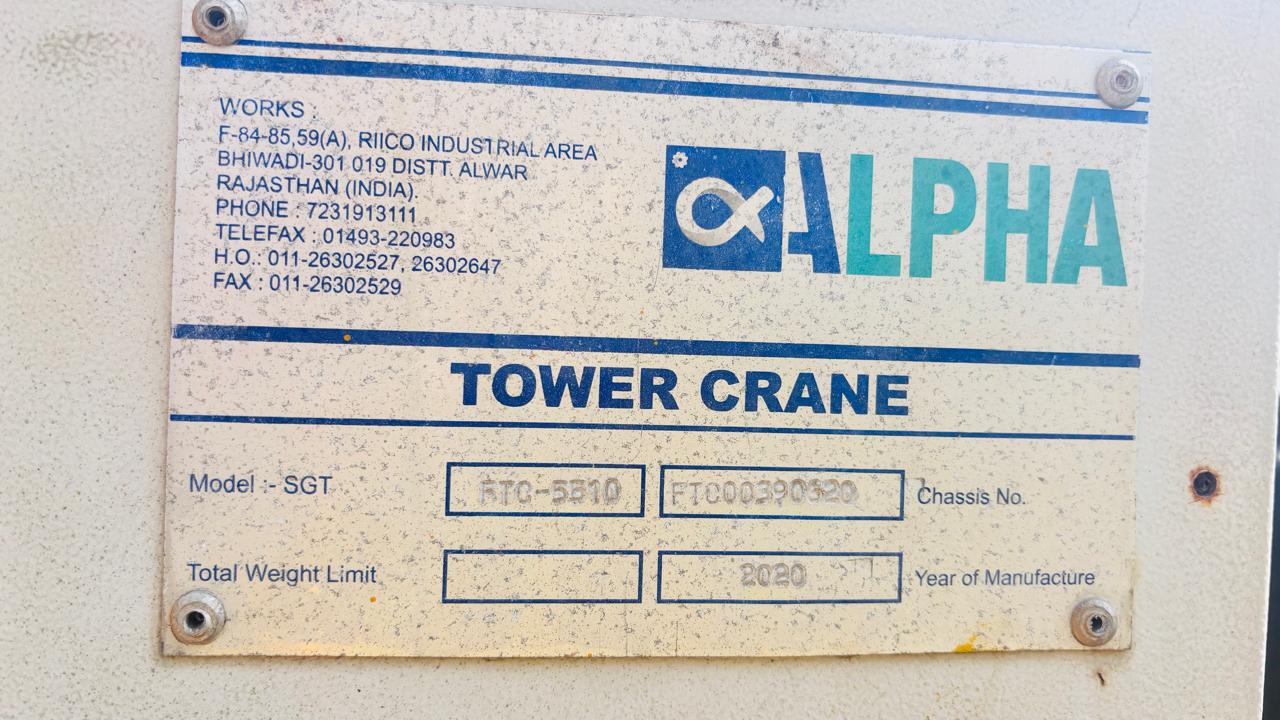 WORKS :
F-84-85,59(A), RIICO INDUSTRIAL AREA
BHIWADI-301 019 DISTT. ALWAR
RAJASTHAN (INDIA).
PHONE : 7231913111
TELEFAX : 01493-220983
H.O.: 011-26302527, 26302647
FAX : 011-26302529
ALPHA
TOWER CRANE
Model :- SGT
Chassis No.
Total Weight Limit 2020 Year of Manufacture